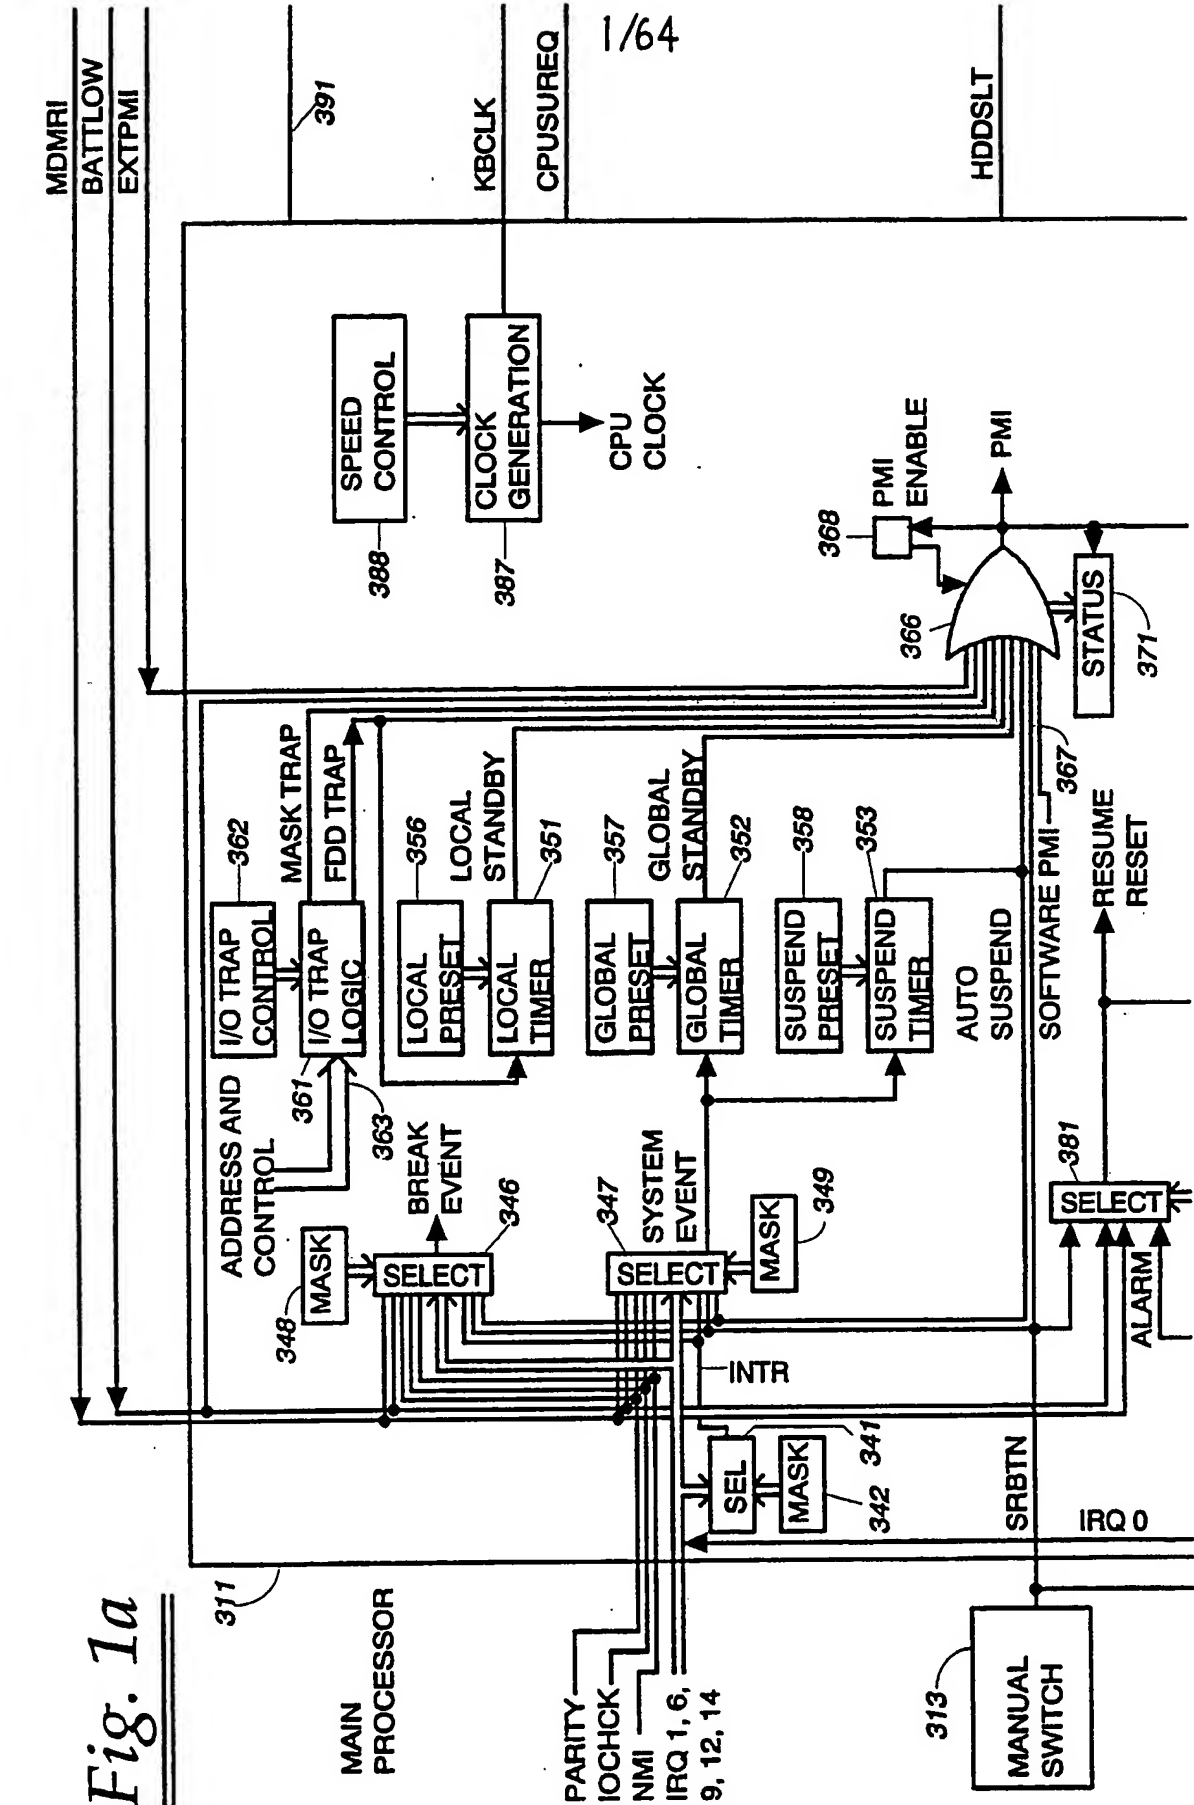 1/64
Fig. 1a
MDMRI
BATTLOW
EXTPMI
391
KBCLK
CPUSUREQ
HDDSLT
311
MAIN
PROCESSOR
SPEED
CONTROL
388
CLOCK
GENERATION
387
CPU
CLOCK
368
PMI
ENABLE
PMI
366
STATUS
371
367
MASK TRAP
FDD TRAP
362
I/O TRAP
CONTROL
I/O TRAP
LOGIC
361
363
ADDRESS AND
CONTROL
356
LOCAL
PRESET
LOCAL
STANDBY
351
LOCAL
TIMER
357
GLOBAL
PRESET
GLOBAL
STANDBY
352
GLOBAL
TIMER
358
SUSPEND
PRESET
353
SUSPEND
TIMER
AUTO
SUSPEND
SOFTWARE PMI
RESUME
RESET
BREAK
EVENT
346
SELECT
348
MASK
SYSTEM
EVENT
347
SELECT
349
MASK
381
SELECT
ALARM
INTR
341
SEL
342
MASK
SRBTN
IRQ 0
PARITY
IOCHCK
NMI
IRQ 1, 6,
9, 12, 14
313
MANUAL
SWITCH